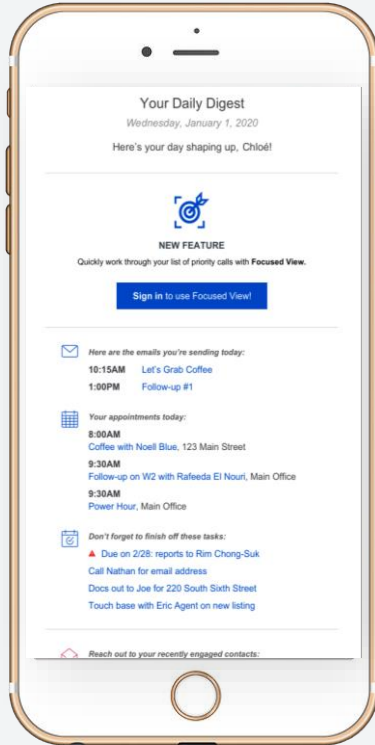 Your Daily Digest
Wednesday, January 1, 2020
Here's your day shaping up, Chloé!
NEW FEATURE
Quickly work through your list of priority calls with Focused View.
Sign in to use Focused View!
Here are the emails you're sending today:
10:15AM Let's Grab Coffee
1:00PM Follow-up #1
Your appointments today:
8:00AM
Coffee with Noell Blue, 123 Main Street
9:30AM
Follow-up on W2 with Rafeeda El Nouri, Main Office
9:30AM
Power Hour, Main Office
Don't forget to finish off these tasks:
Due on 2/28: reports to Rim Chong-Suk
Call Nathan for email address
Docs out to Joe for 220 South Sixth Street
Touch base with Eric Agent on new listing
Reach out to your recently engaged contacts: